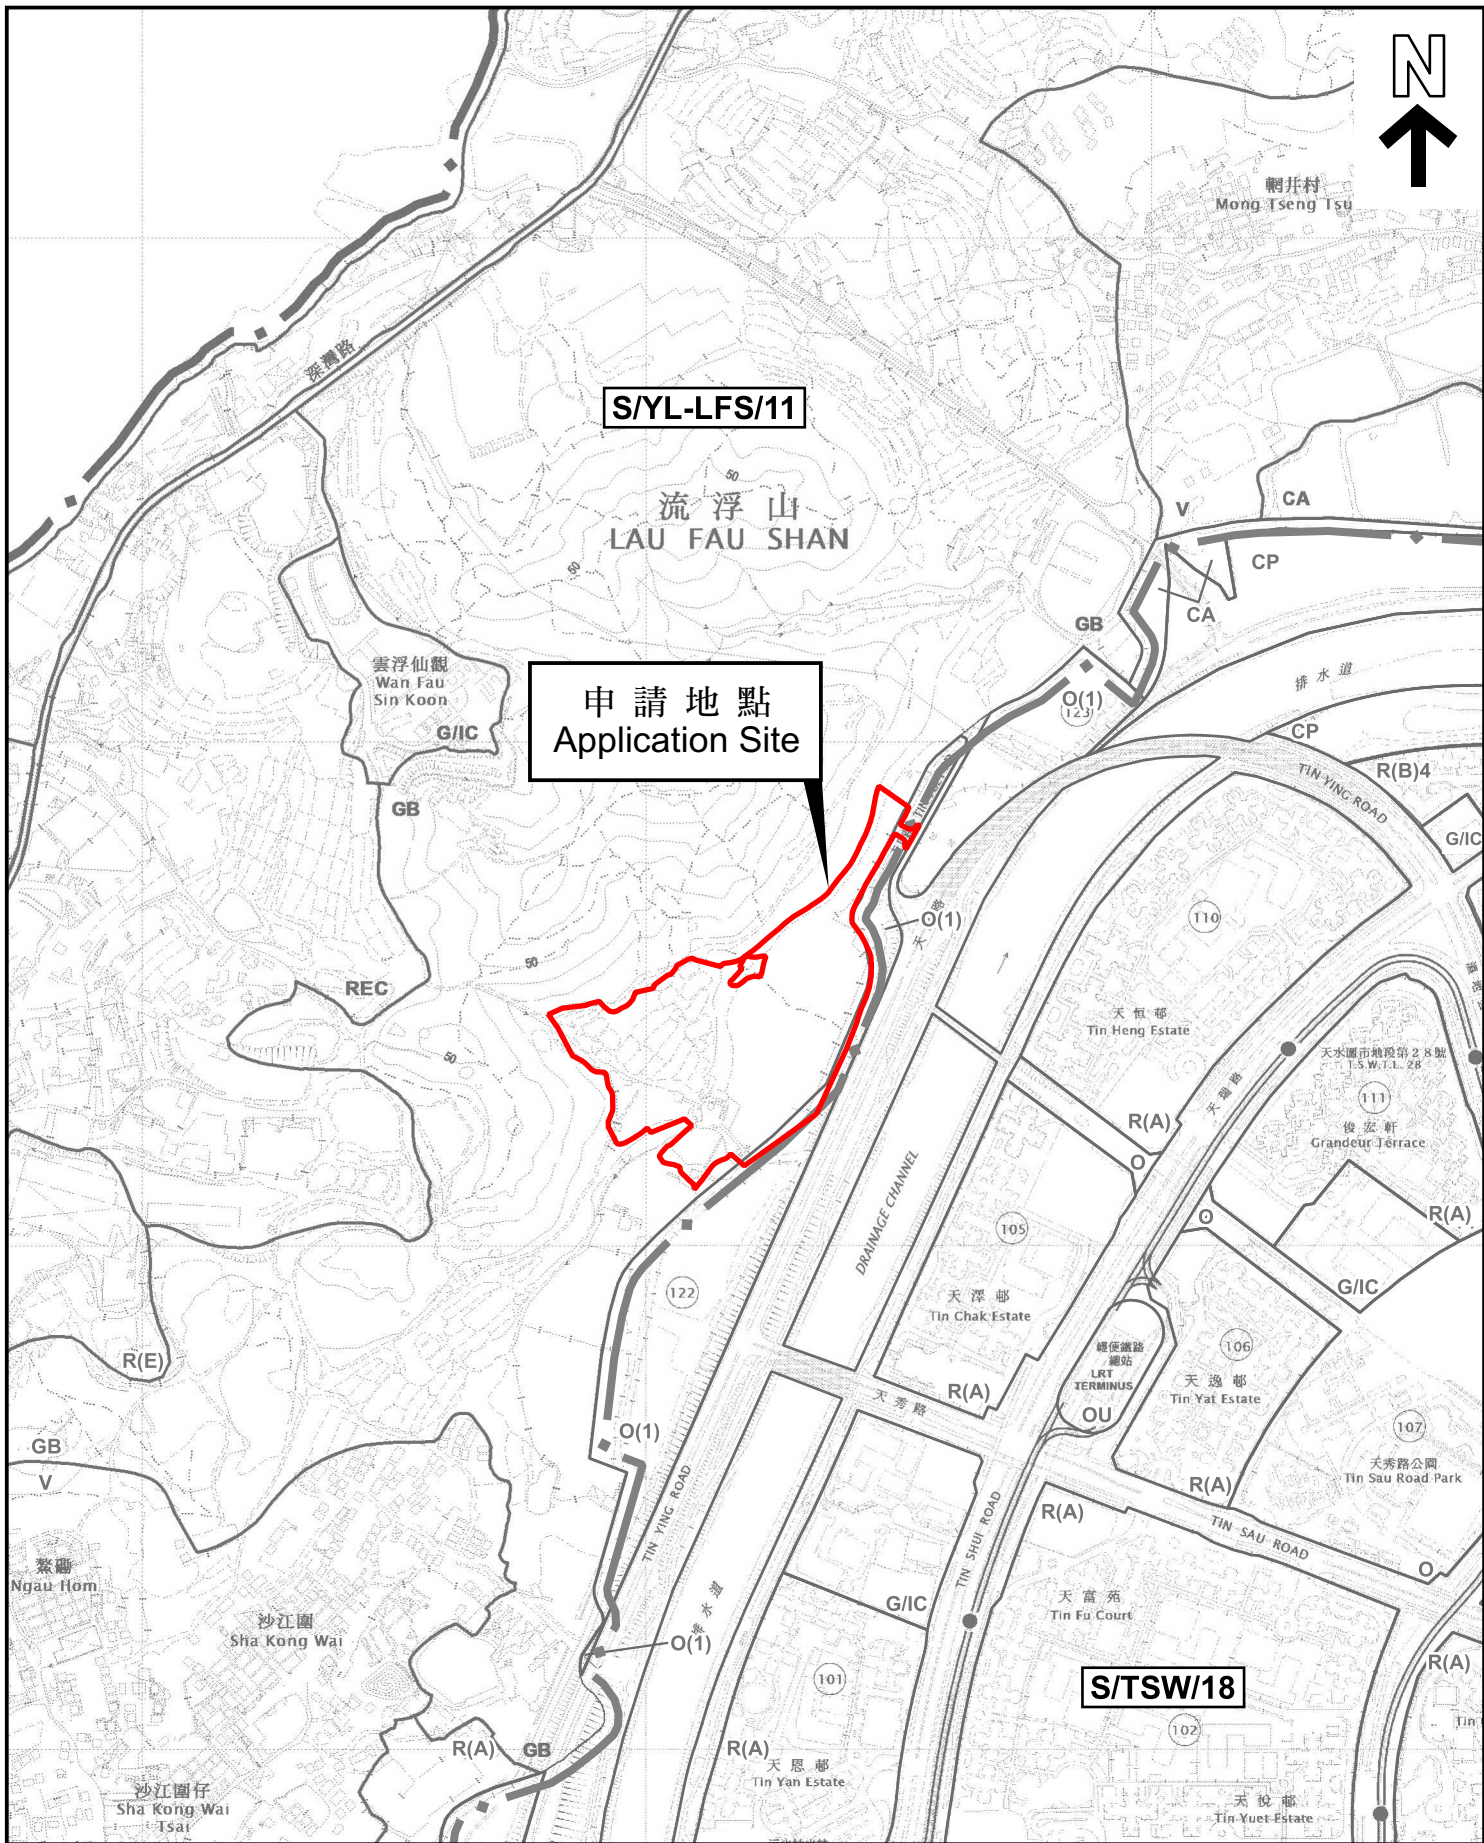 N
網井村
Mong Tseng Tsu
深灣路
S/YL-LFS/11
50
流浮山
LAU FAU SHAN
50
V
CA
CP
CA
GB
雲浮仙觀
Wan Fau
Sin Koon
G/IC
申請地點
Application Site
排水道
O(1)
123
CP
R(B)4
TIN YING ROAD
GB
G/IC
O(1)
110
50
REC
天恒邨
Tin Heng Estate
天水圍市地段第28號
T.S.W.T.L. 28
50
111
俊宏軒
Grandeur Terrace
天瑞路
R(A)
O
DRAINAGE CHANNEL
105
O
R(A)
122
天澤邨
Tin Chak Estate
G/IC
輕便鐵路
總站
LRT
TERMINUS
106
天逸邨
Tin Yat Estate
R(E)
天秀路
R(A)
OU
107
天秀路公園
Tin Sau Road Park
O(1)
GB
V
R(A)
R(A)
TIN YING ROAD
TIN SHUI ROAD
TIN SAU ROAD
Ngau Hom
O
排水道
天富苑
Tin Fu Court
G/IC
沙江圍
Sha Kong Wai
O(1)
R(A)
101
S/TSW/18
102
Tin
R(A)
GB
R(A)
天恩邨
Tin Yan Estate
沙江圍仔
Sha Kong Wai
Tsai
天悅邨
Tin Yuet Estate